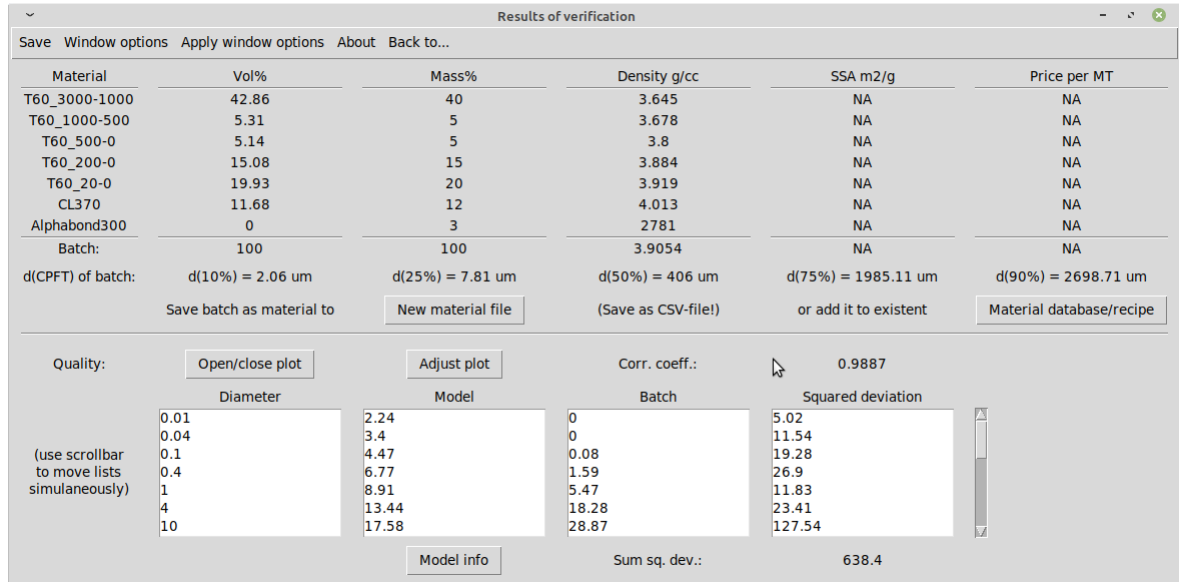 Results of verification
Save Window options Apply window options About Back to...
Material Vol% Mass% Density g/cc SSA m2/g Price per MT
T60_3000-1000 42.86 40 3.645 NA NA
T60_1000-500 5.31 5 3.678 NA NA
T60_500-0 5.14 5 3.8 NA NA
T60_200-0 15.08 15 3.884 NA NA
T60_20-0 19.93 20 3.919 NA NA
CL370 11.68 12 4.013 NA NA
Alphabond300 0 3 2781 NA NA
Batch: 100 100 3.9054 NA NA
d(CPFT) of batch: d(10%) = 2.06 um d(25%) = 7.81 um d(50%) = 406 um d(75%) = 1985.11 um d(90%) = 2698.71 um
Save batch as material to New material file (Save as CSV-file!) or add it to existent Material database/recipe
Quality: Open/close plot Adjust plot Corr. coeff.: 0.9887
Diameter Model Batch Squared deviation
0.01 2.24 0 5.02
0.04 3.4 0 11.54
(use scrollbar 0.1 4.47 0.08 19.28
to move lists 0.4 6.77 1.59 26.9
simulaneously) 1 8.91 5.47 11.83
4 13.44 18.28 23.41
10 17.58 28.87 127.54
Model info Sum sq. dev.: 638.4